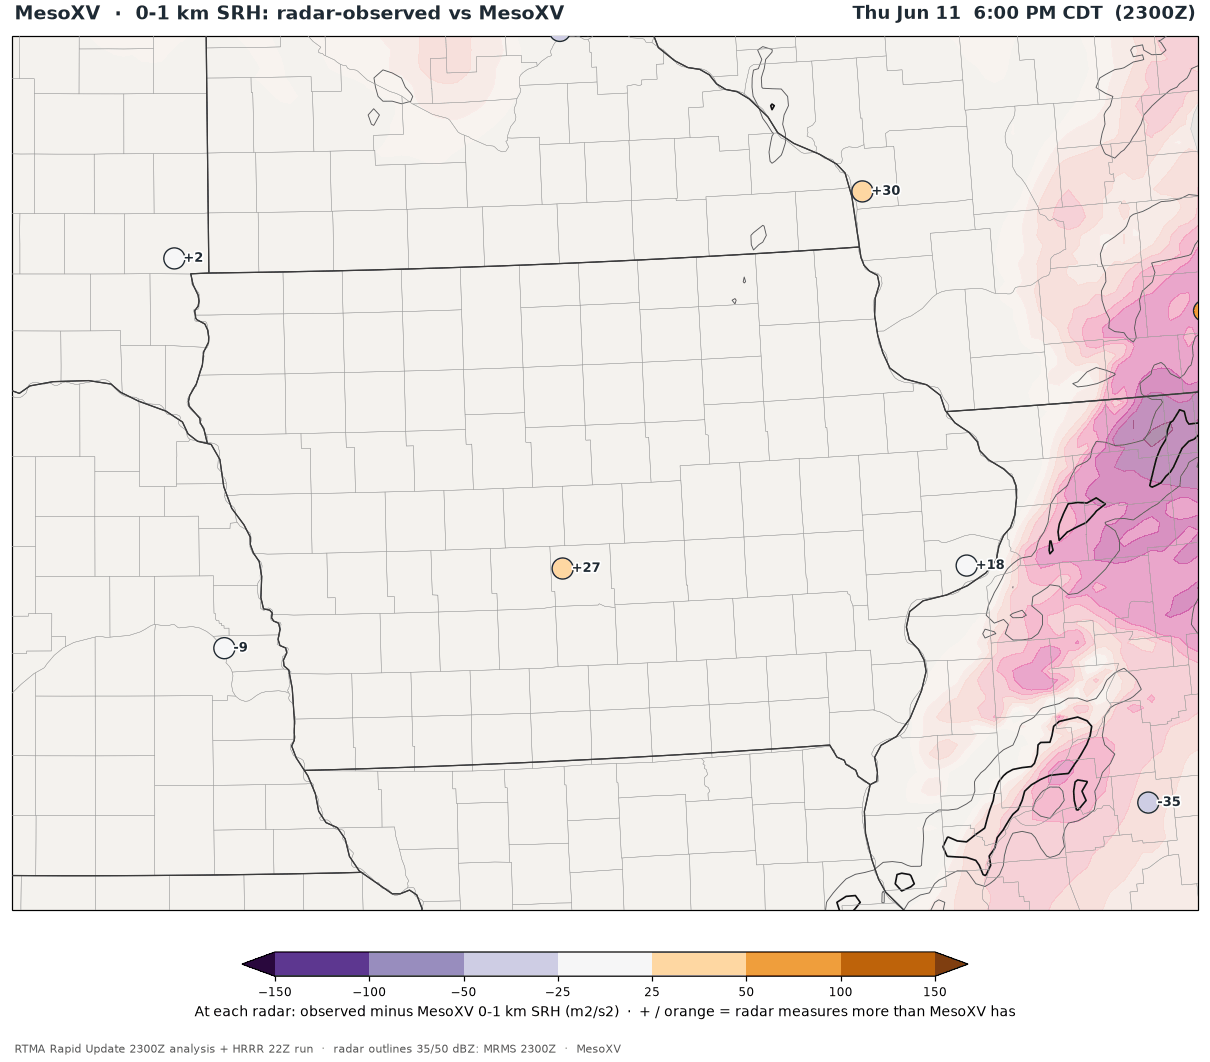 MesoXV · 0-1 km SRH: radar-observed vs MesoXV
Thu Jun 11 6:00 PM CDT (2300Z)
+30
+2
+27
+18
-9
-35
−150 −100 −50 −25 25 50 100 150
At each radar: observed minus MesoXV 0-1 km SRH (m2/s2) · + / orange = radar measures more than MesoXV has
RTMA Rapid Update 2300Z analysis + HRRR 22Z run · radar outlines 35/50 dBZ: MRMS 2300Z · MesoXV